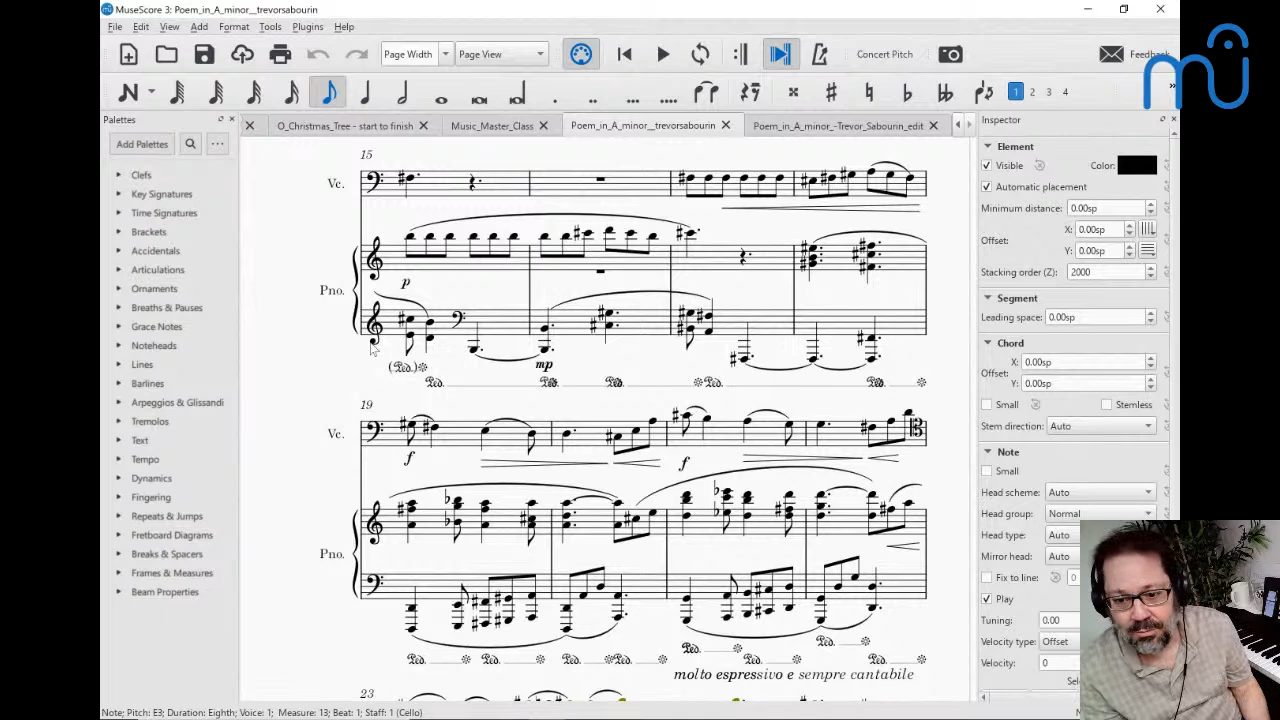 MuseScore 3: Poem_in_A_minor__trevorsabourin
File Edit View Add Format Tools Plugins Help
Page Width Page View Concert Pitch Feedback
1 2 3 4
Palettes
O_Christmas_Tree - start to finish Music_Master_Class Poem_in_A_minor__trevorsabourin Poem_in_A_minor_-Trevor_Sabourin_edit
Inspector
Add Palettes
Clefs
Key Signatures
Time Signatures
Brackets
Accidentals
Articulations
Ornaments
Breaths & Pauses
Grace Notes
Noteheads
Lines
Barlines
Arpeggios & Glissandi
Tremolos
Text
Tempo
Dynamics
Fingering
Repeats & Jumps
Fretboard Diagrams
Breaks & Spacers
Frames & Measures
Beam Properties
15
Vc.
p
Pno.
mp
19
Vc.
f f
Pno.
molto espressivo e sempre cantabile
23
Element
Visible Color:
Automatic placement
Minimum distance: 0.00sp
X: 0.00sp
Offset:
Y: 0.00sp
Stacking order (Z): 2000
Segment
Leading space: 0.00sp
Chord
X: 0.00sp
Offset:
Y: 0.00sp
Small Stemless
Stem direction: Auto
Note
Small
Head scheme: Auto
Head group: Normal
Head type: Auto
Mirror head: Auto
Fix to line: 0
Play
Tuning: 0.00
Velocity type: Offset
Velocity: 0
Note; Pitch: E3; Duration: Eighth; Voice: 1; Measure: 13; Beat: 1; Staff: 1 (Cello)